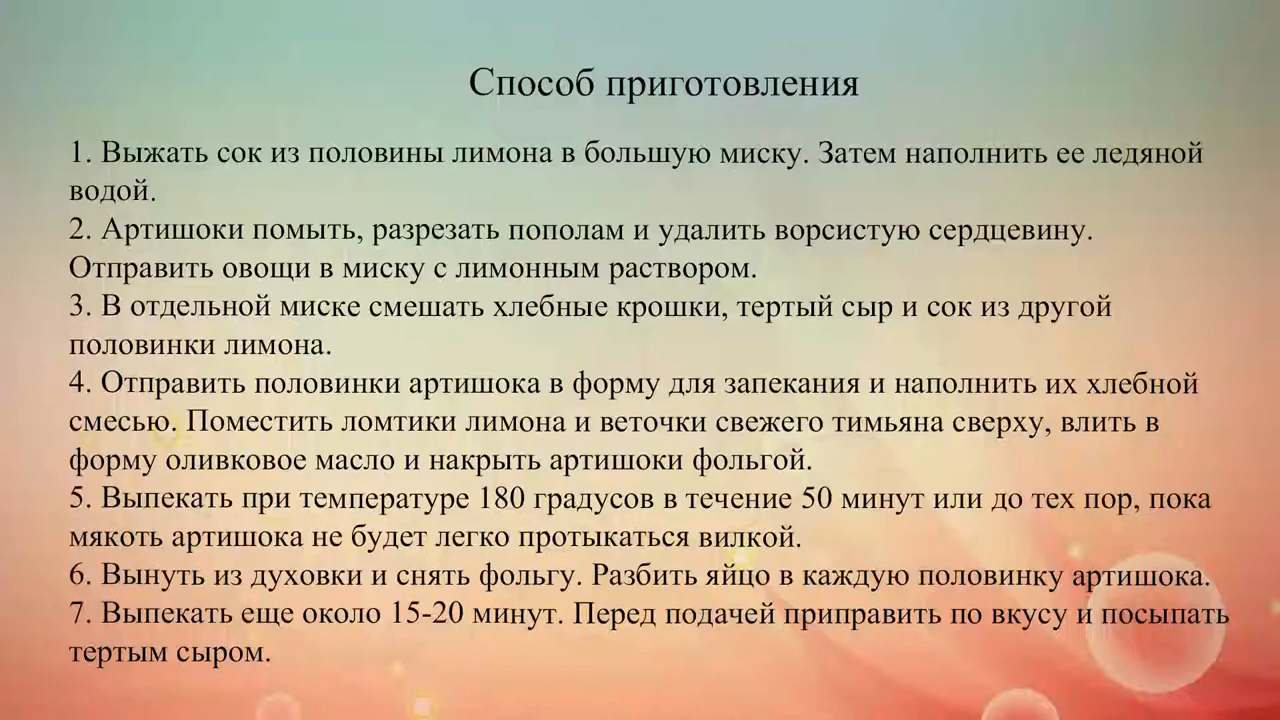 Способ приготовления
1. Выжать сок из половины лимона в большую миску. Затем наполнить ее ледяной
водой.
2. Артишоки помыть, разрезать пополам и удалить ворсистую сердцевину.
Отправить овощи в миску с лимонным раствором.
3. В отдельной миске смешать хлебные крошки, тертый сыр и сок из другой
половинки лимона.
4. Отправить половинки артишока в форму для запекания и наполнить их хлебной
смесью. Поместить ломтики лимона и веточки свежего тимьяна сверху, влить в
форму оливковое масло и накрыть артишоки фольгой.
5. Выпекать при температуре 180 градусов в течение 50 минут или до тех пор, пока
мякоть артишока не будет легко протыкаться вилкой.
6. Вынуть из духовки и снять фольгу. Разбить яйцо в каждую половинку артишока.
7. Выпекать еще около 15-20 минут. Перед подачей приправить по вкусу и посыпать
тертым сыром.